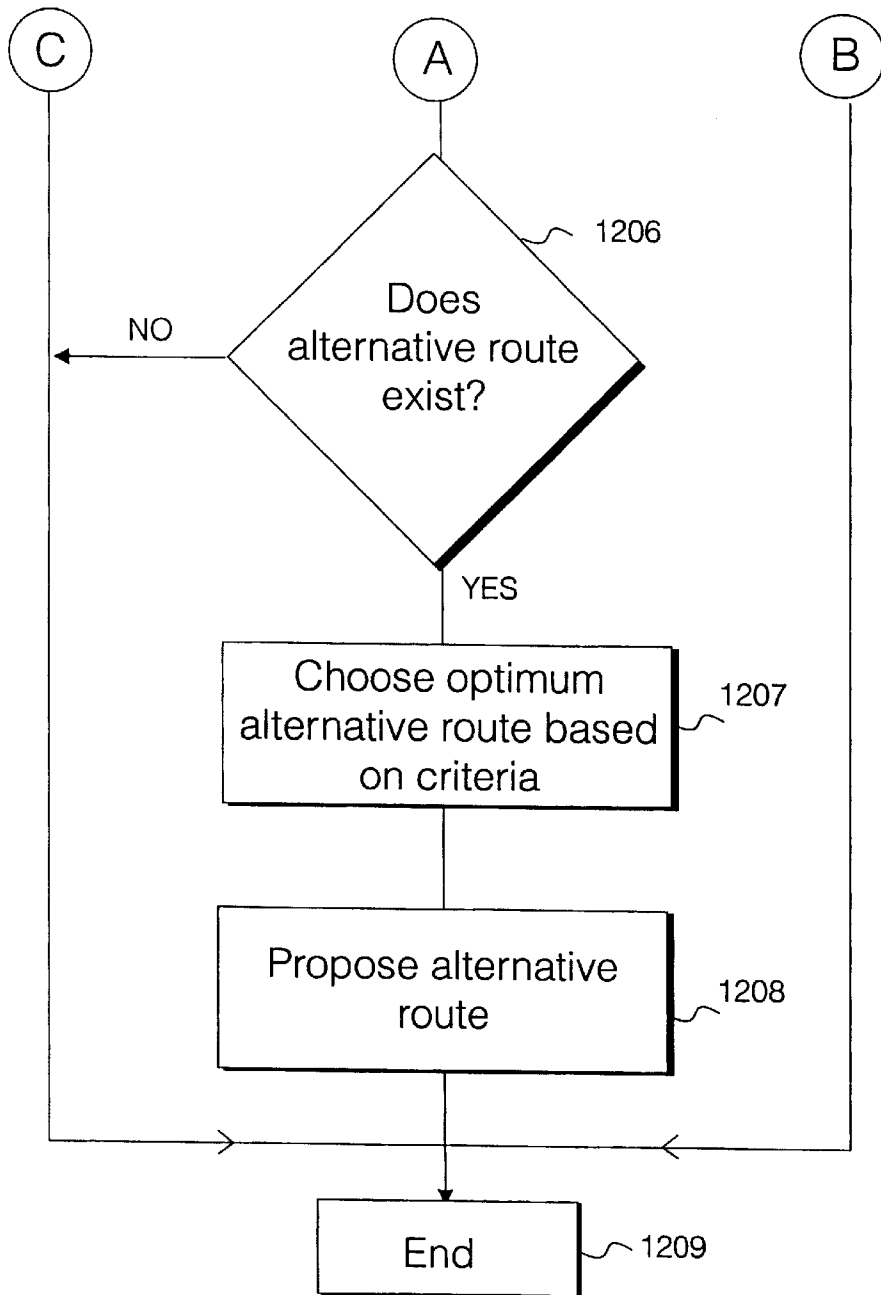 C
A
B
1206
Does
alternative route
exist?
NO
YES
Choose optimum
alternative route based
on criteria
1207
Propose alternative
route
1208
End
1209